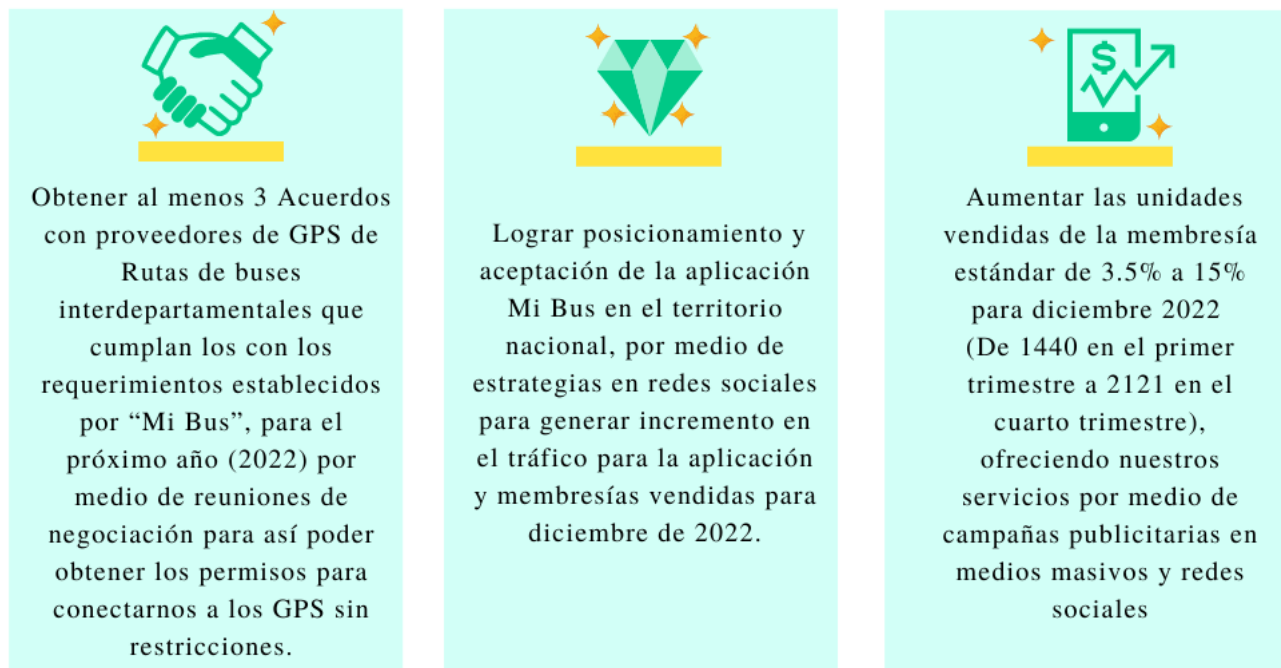 Obtener al menos 3 Acuerdos
con proveedores de GPS de
Rutas de buses
interdepartamentales que
cumplan los con los
requerimientos establecidos
por “Mi Bus”, para el
próximo año (2022) por
medio de reuniones de
negociación para así poder
obtener los permisos para
conectarnos a los GPS sin
restricciones.
Lograr posicionamiento y
aceptación de la aplicación
Mi Bus en el territorio
nacional, por medio de
estrategias en redes sociales
para generar incremento en
el tráfico para la aplicación
y membresías vendidas para
diciembre de 2022.
$
Aumentar las unidades
vendidas de la membresía
estándar de 3.5% a 15%
para diciembre 2022
(De 1440 en el primer
trimestre a 2121 en el
cuarto trimestre),
ofreciendo nuestros
servicios por medio de
campañas publicitarias en
medios masivos y redes
sociales